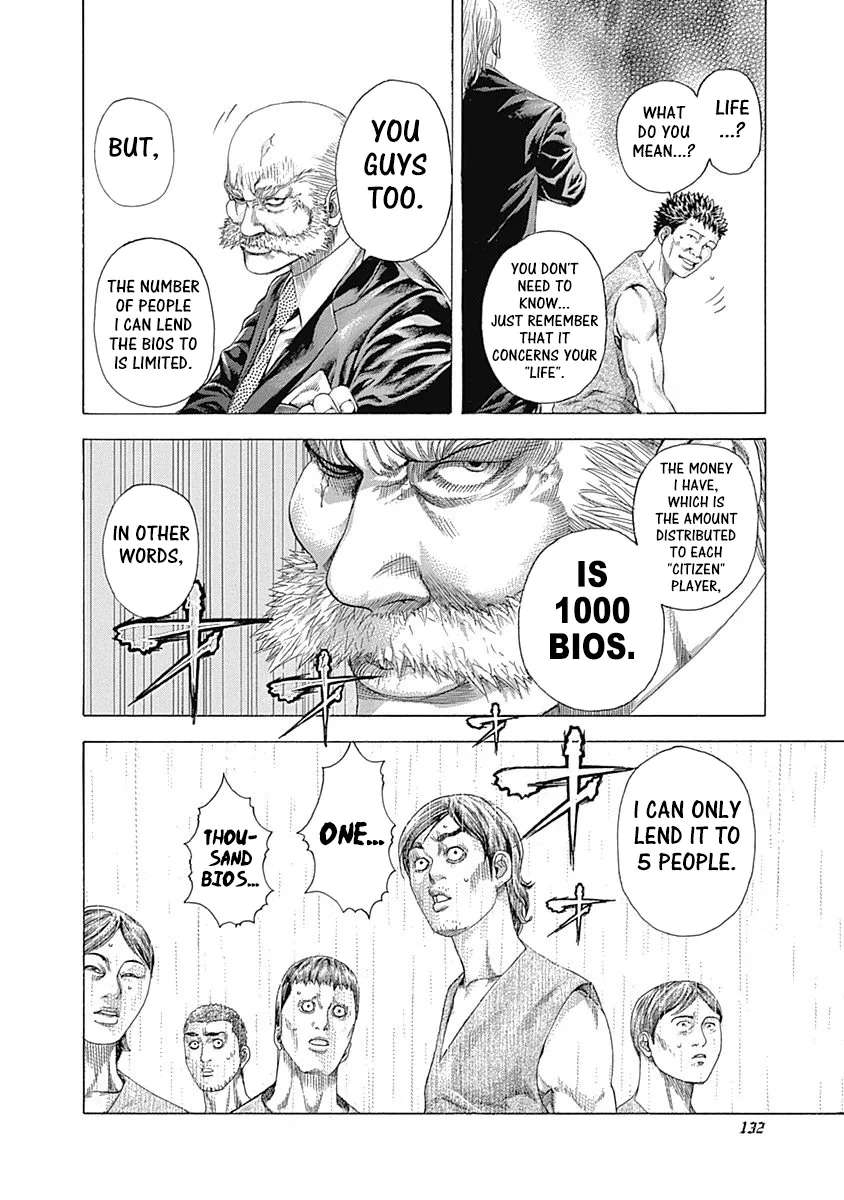 LIFE
...?
WHAT
DO YOU
MEAN...?
YOU DON'T
NEED TO
KNOW...
JUST REMEMBER
THAT IT
CONCERNS YOUR
"LIFE".
YOU
GUYS
TOO.
BUT,
THE NUMBER
OF PEOPLE
I CAN LEND
THE BIOS TO
IS LIMITED.
THE MONEY
I HAVE,
WHICH IS
THE AMOUNT
DISTRIBUTED
TO EACH
"CITIZEN"
PLAYER,
IS
1000
BIOS.
IN OTHER
WORDS,
I CAN ONLY
LEND IT TO
5 PEOPLE.
ONE...
THOU-
SAND
BIOS...
132